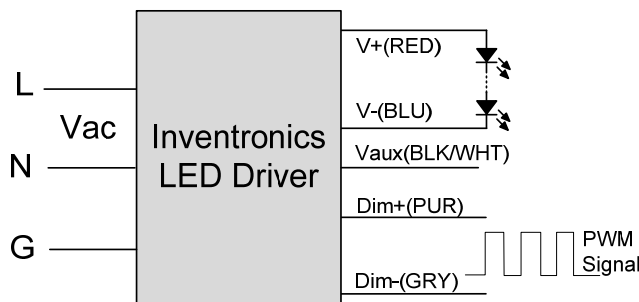 L
Vac
N
G
Inventronics
LED Driver
V+(RED)
V-(BLU)
Vaux(BLK/WHT)
Dim+(PUR)
Dim-(GRY)
PWM
Signal